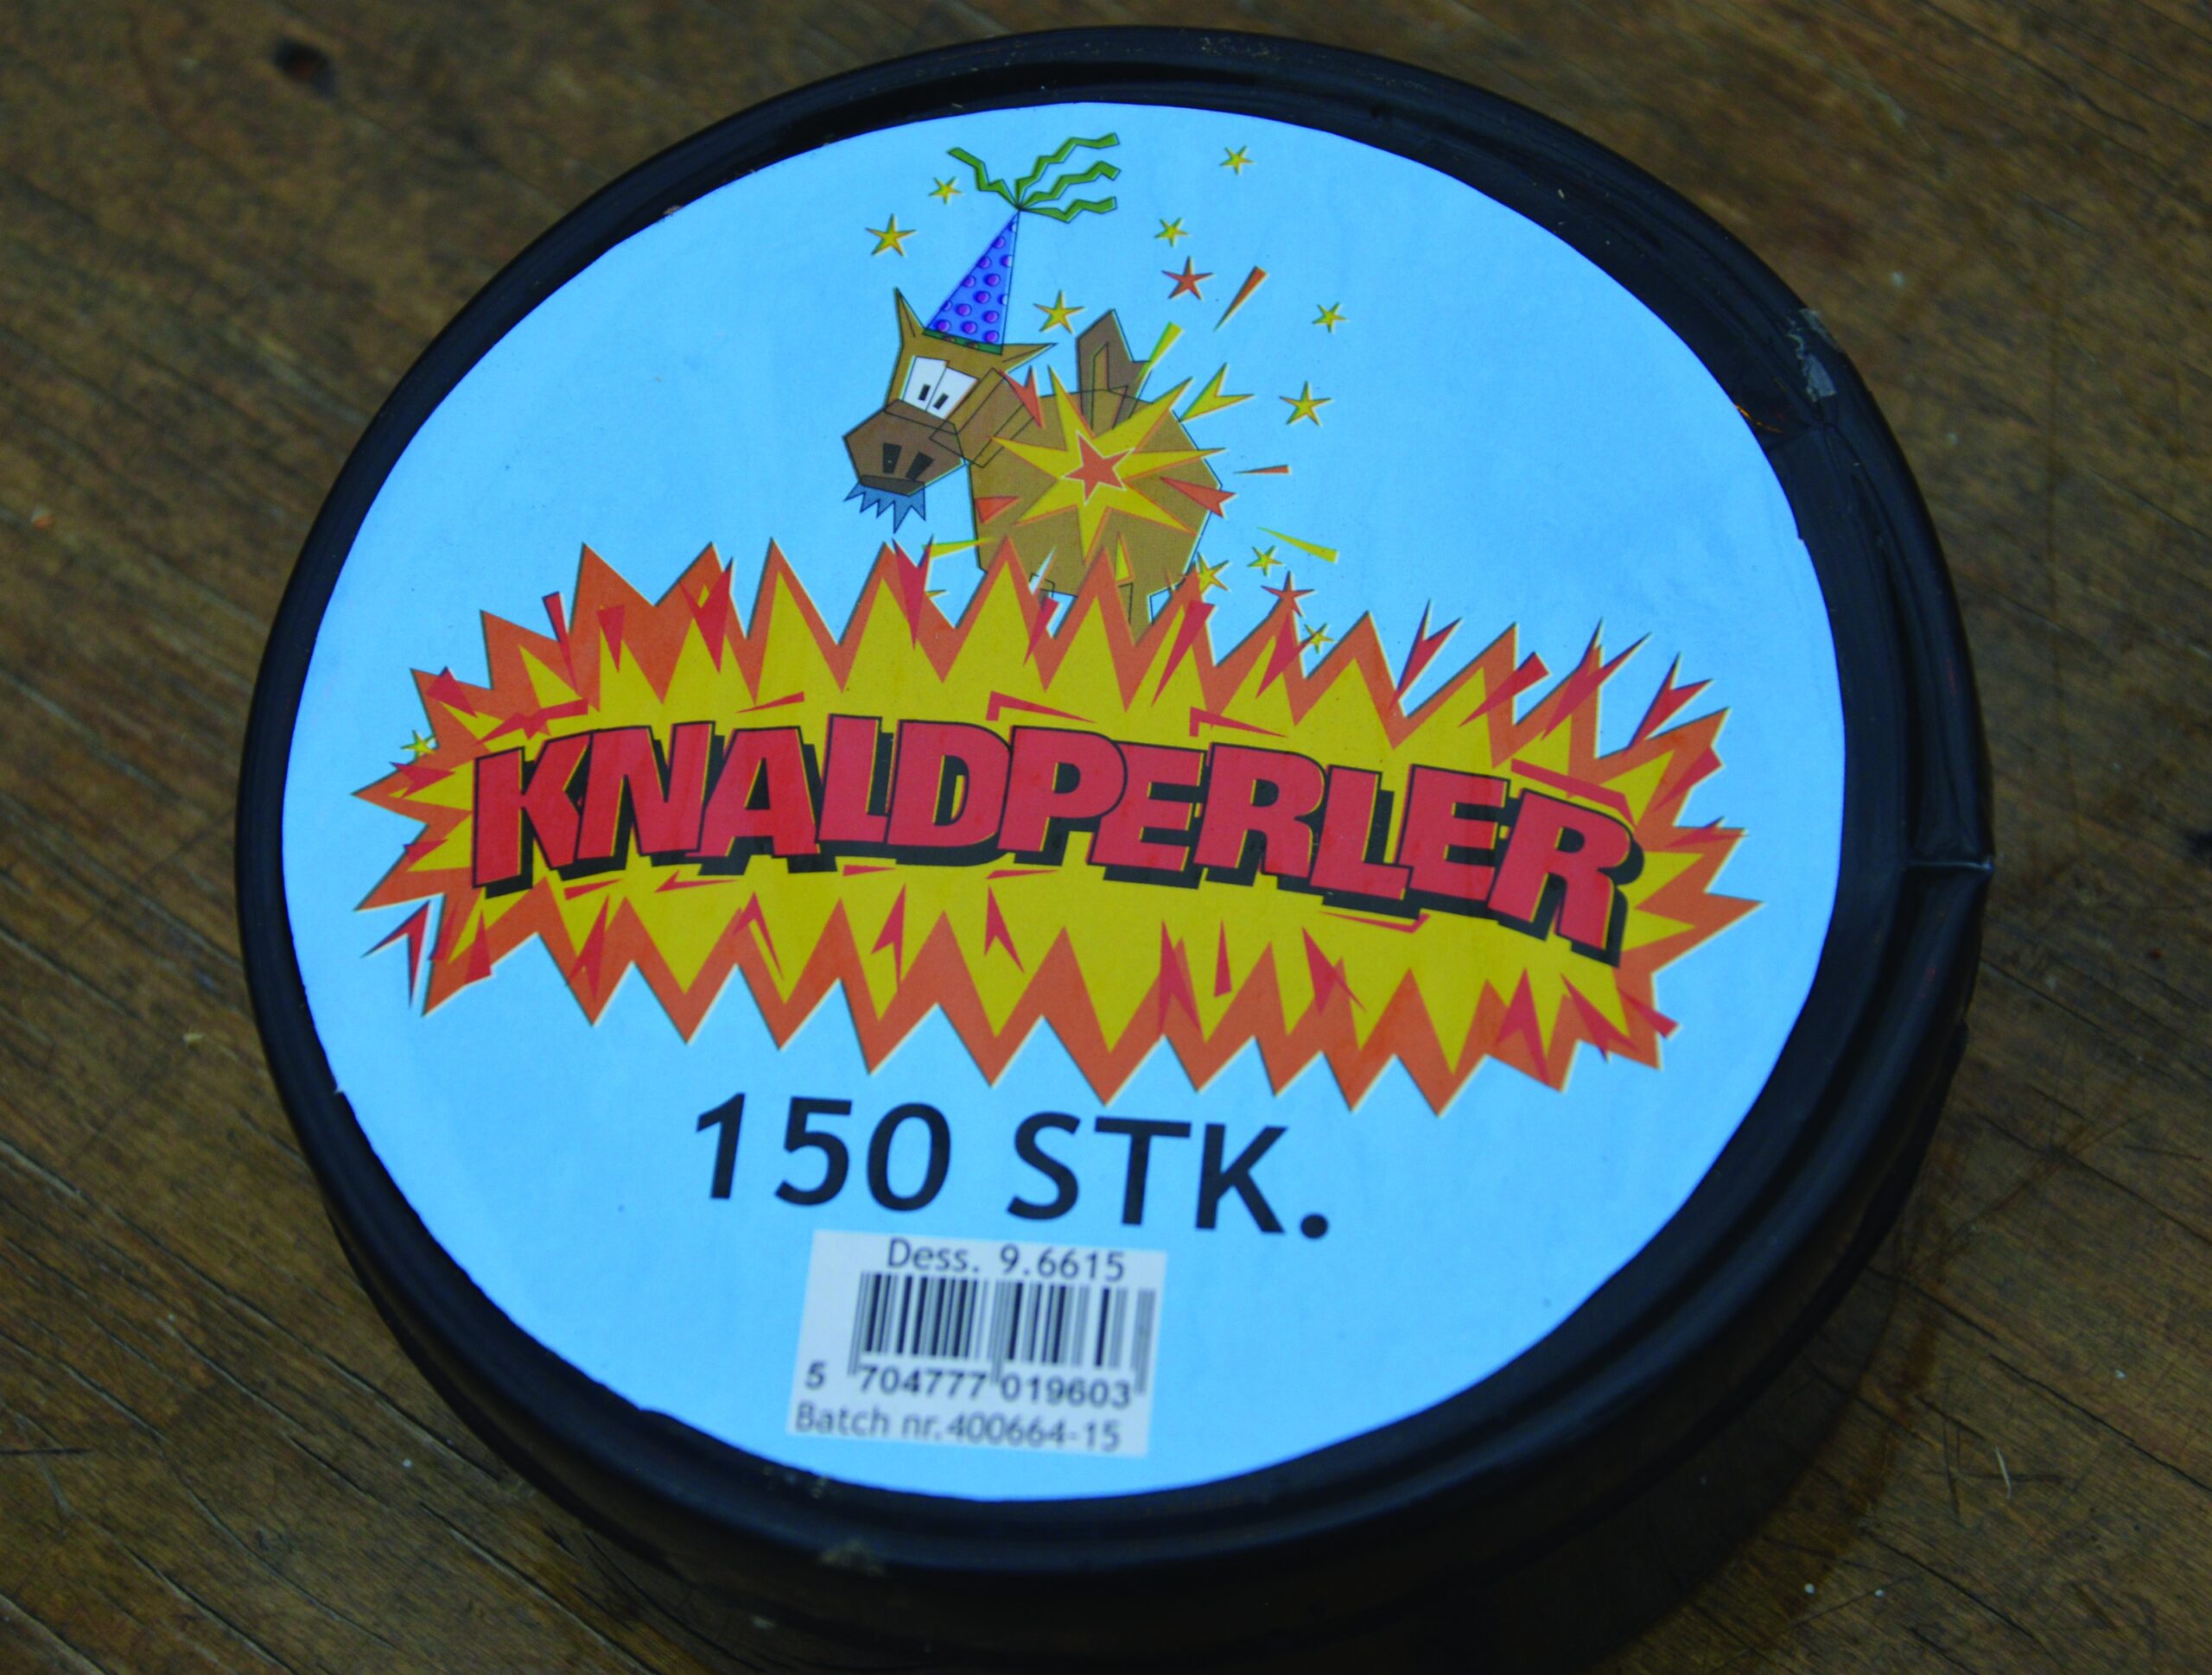 KNALDPERLER
150 STK.
Dess. 9.6615
5 704777 019603
Batch nr.400664-15